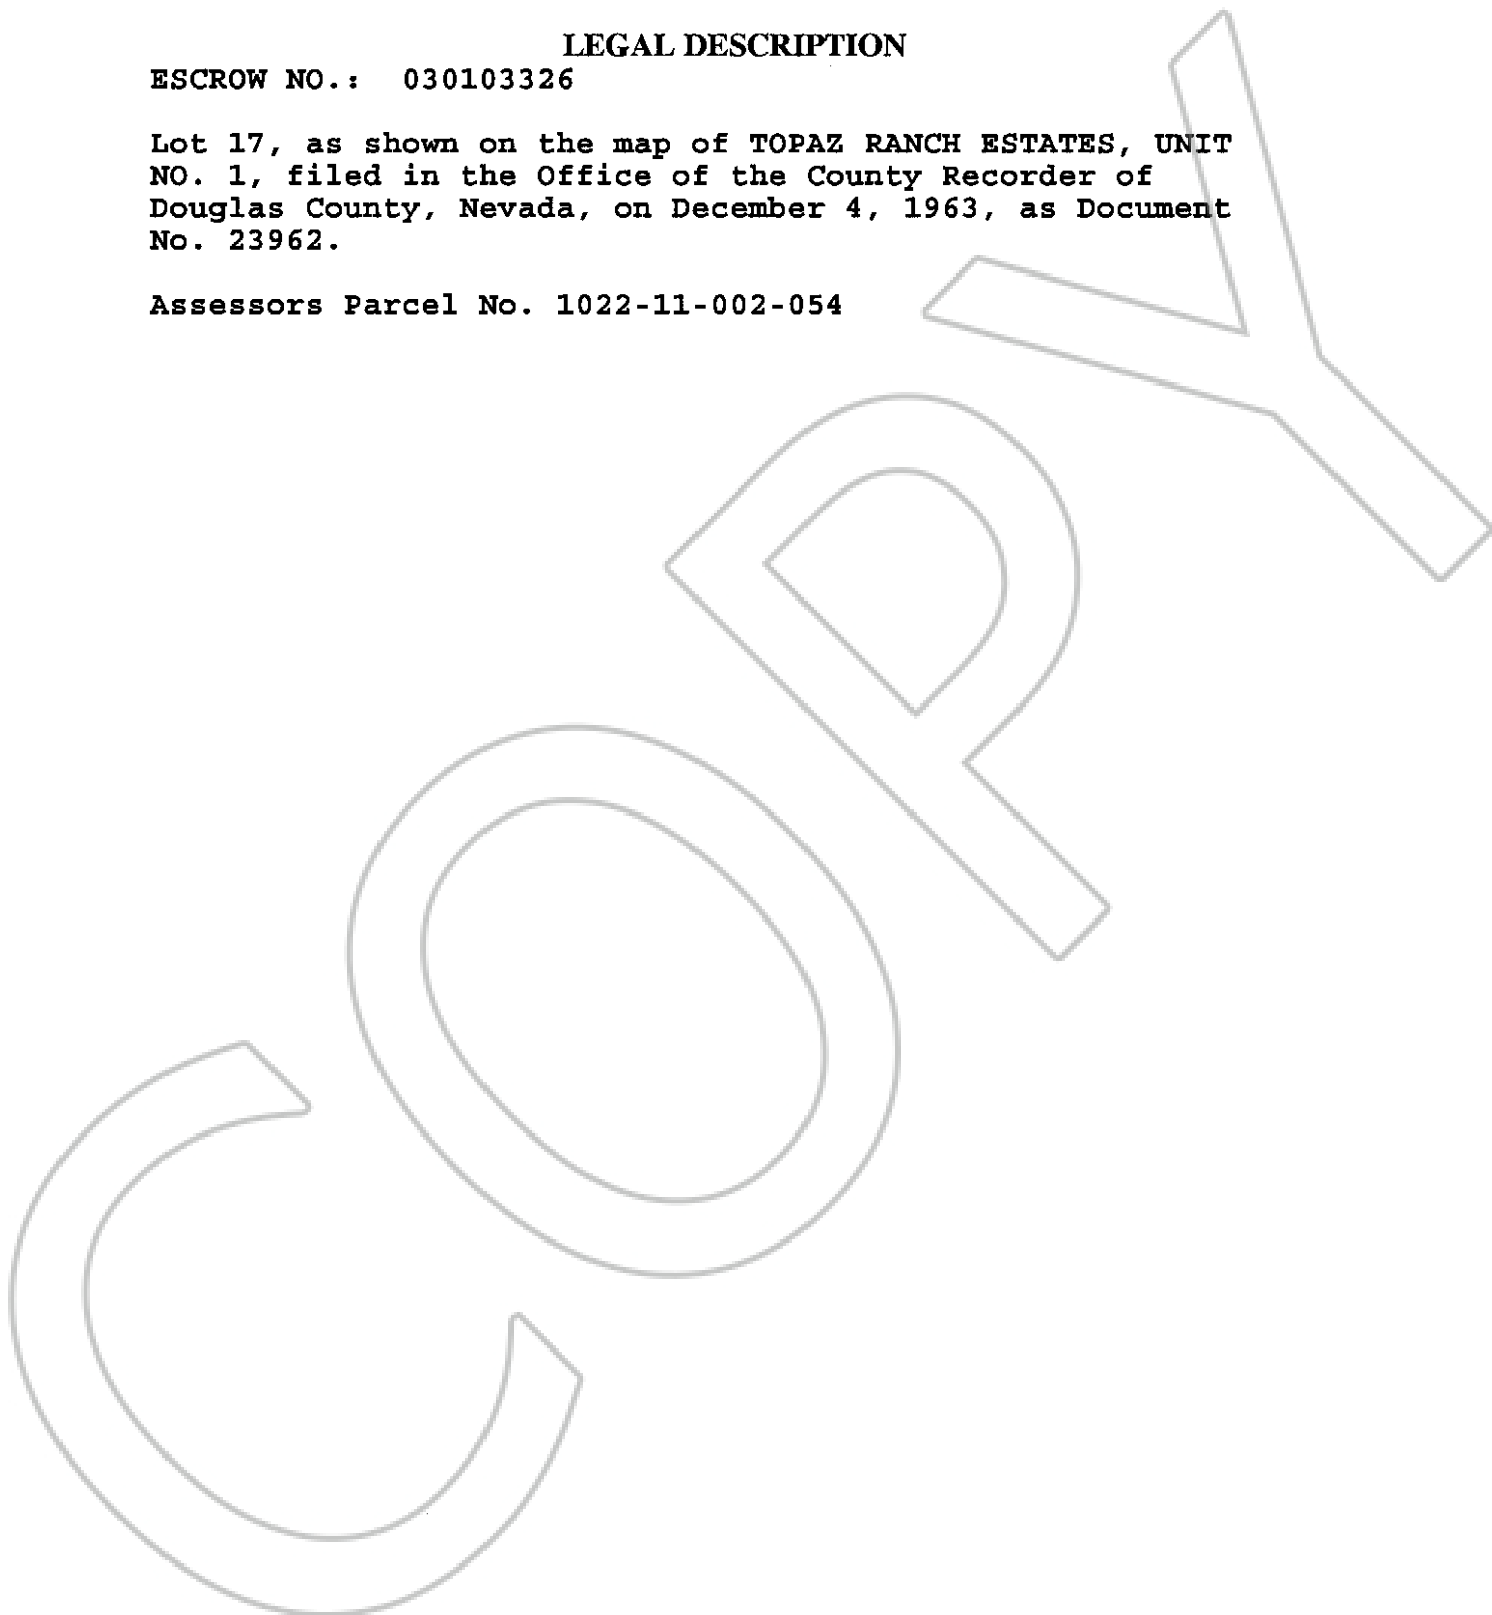 LEGAL DESCRIPTION
ESCROW NO.: 030103326
Lot 17, as shown on the map of TOPAZ RANCH ESTATES, UNIT
NO. 1, filed in the Office of the County Recorder of
Douglas County, Nevada, on December 4, 1963, as Document
No. 23962.
Assessors Parcel No. 1022-11-002-054
COPY